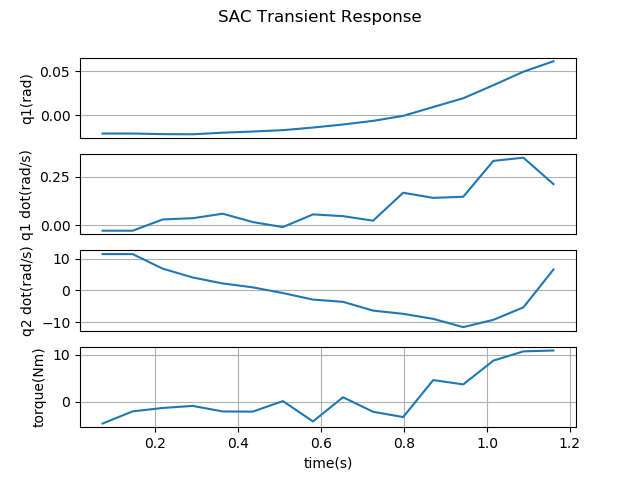 SAC Transient Response
q1(rad)
0.05
0.00
q1 dot(rad/s)
0.25
0.00
q2 dot(rad/s)
10
0
−10
torque(Nm)
10
0
0.2 0.4 0.6 0.8 1.0 1.2
time(s)